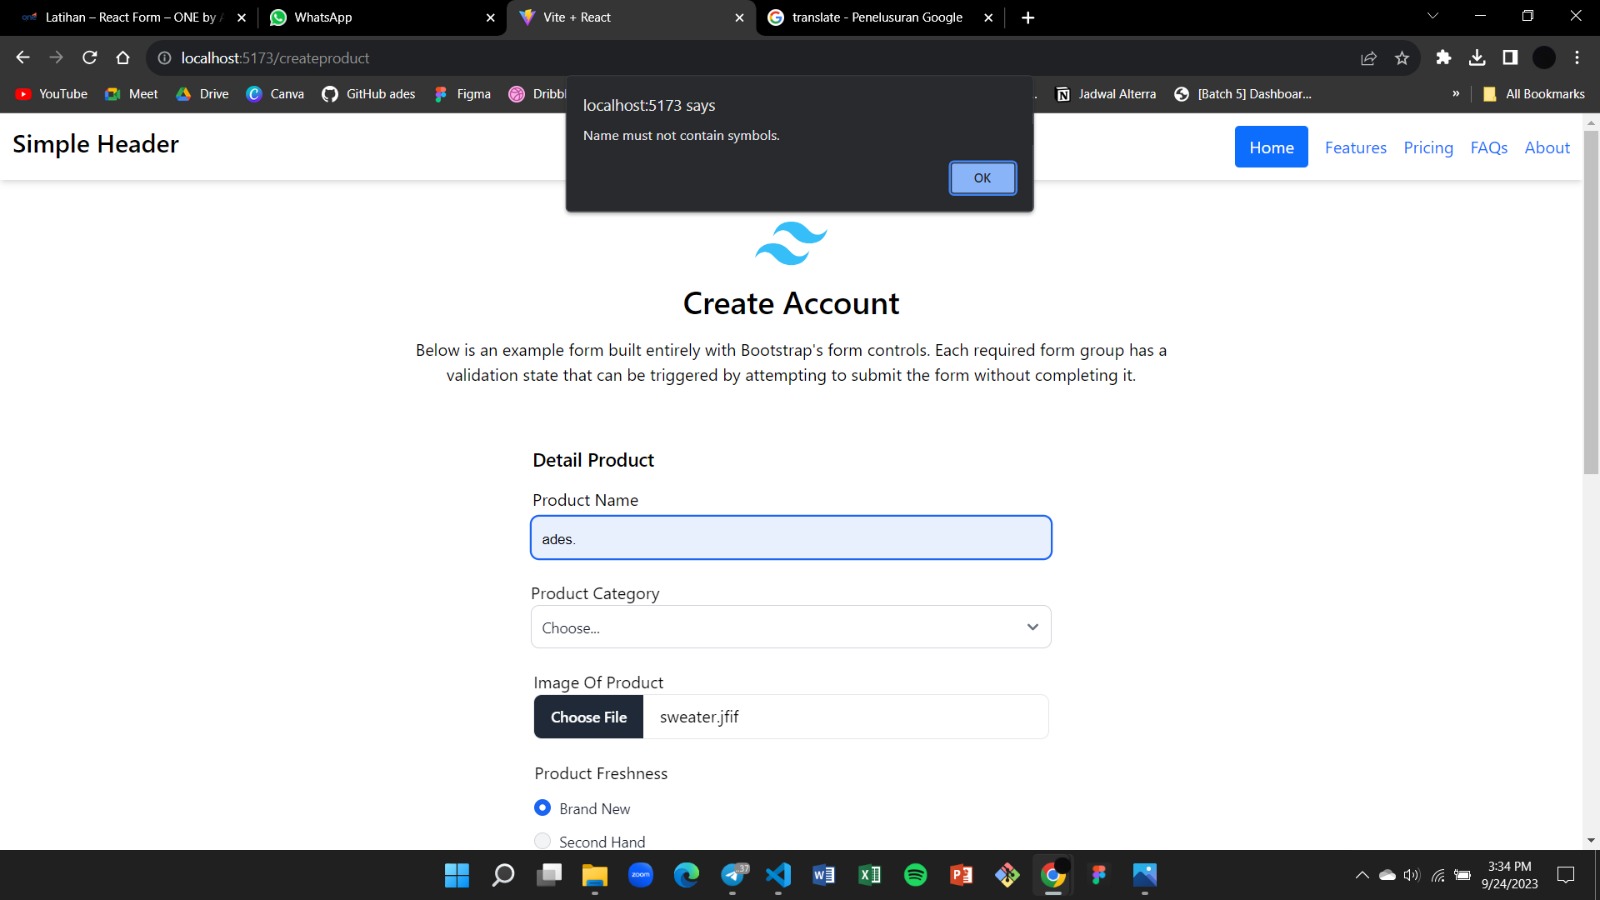 Latihan – React Form – ONE by
WhatsApp
Vite + React
translate - Penelusuran Google
localhost:5173/createproduct
YouTube
Meet
Drive
Canva
GitHub ades
Figma
Dribbl
Jadwal Alterra
[Batch 5] Dashboar...
»
All Bookmarks
localhost:5173 says
Name must not contain symbols.
OK
Simple Header
Home
Features
Pricing
FAQs
About
Create Account
Below is an example form built entirely with Bootstrap's form controls. Each required form group has a
validation state that can be triggered by attempting to submit the form without completing it.
Detail Product
Product Name
ades.
Product Category
Choose...
Image Of Product
Choose File
sweater.jfif
Product Freshness
Brand New
Second Hand
zoom
37
3:34 PM
9/24/2023